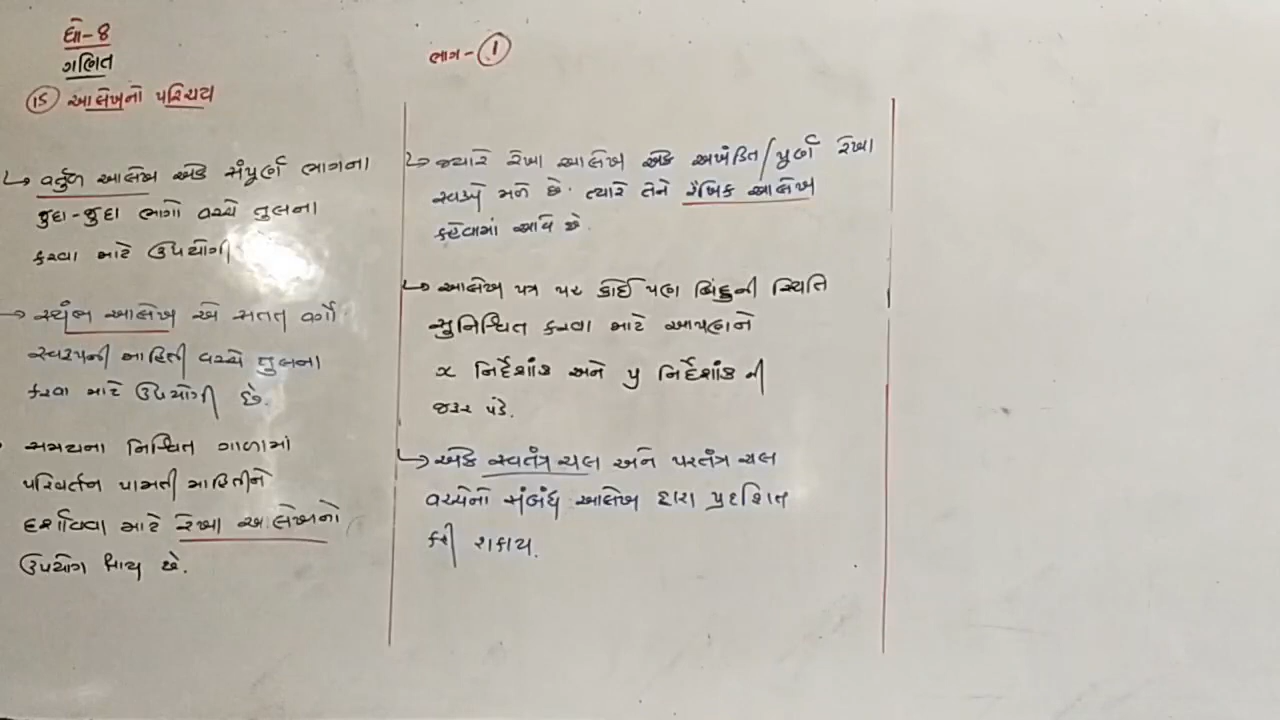 ધો-8
ગણિત
15 આલેખનો પરિચય
ભાગ-1
વર્તુળ આલેખ એકે સંપૂર્ણ ભાગના
જુદા-જુદા ભાગો વચ્ચે તુલના
કરવા માટે ઉપયોગી
સ્થંભ આલેખ એ સતત વર્ગો
સ્વરૂપની માહિતી વચ્ચે તુલના
કરવા માટે ઉપયોગી છે.
સમયના નિશ્ચિત ગાળામાં
પરિવર્તન પામતી માહિતીને
દર્શાવવા માટે રેખા આલેખનો
ઉપયોગ થાય છે.
જ્યારે રેખા આલેખ એક અખંડિત/પૂર્ણ રેખા
સ્વરૂપે મને છે. ત્યારે તેને રૈખિક આલેખ
કહેવામાં આવે છે.
આલેખ પત્ર પર કોઈ પણ બિંદુની સ્થિતિ
સુનિશ્ચિત કરવા માટે આપણને
x નિર્દેશાંક અને y નિર્દેશાંક ની
જરૂર પડે.
એક સ્વતંત્ર ચલ અને પરતંત્ર ચલ
વચ્ચેનો સંબંધ આલેખ દ્વારા પ્રદર્શિત
કરી શકાય.